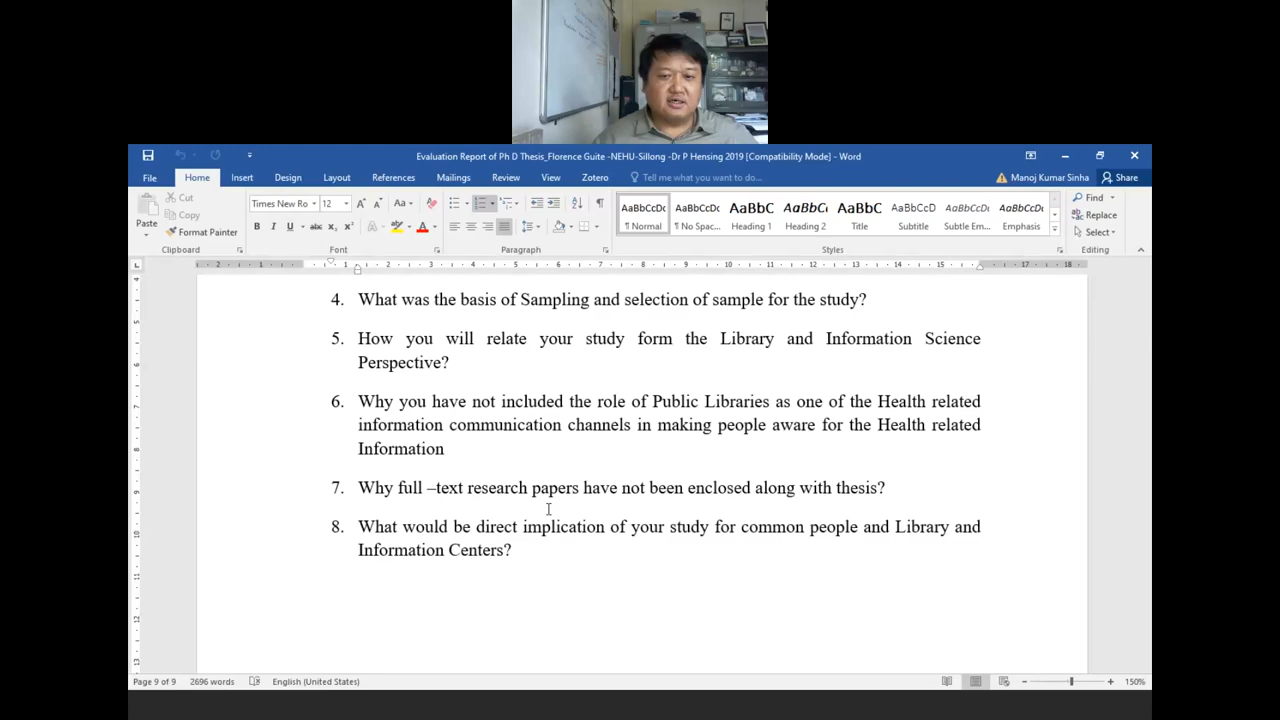 Evaluation Report of Ph D Thesis_Florence Guite -NEHU-Sillong -Dr P Hensing 2019 [Compatibility Mode] - Word
File Home Insert Design Layout References Mailings Review View Zotero Tell me what you want to do... Manoj Kumar Sinha Share
Cut
Copy
Paste
Format Painter
Clipboard
Times New Ro 12
Font
Paragraph
AaBbCcDc AaBbCcDc AaBbC AaBbCc Title AaBbCcD AaBbCcDc AaBbCcDc
¶ Normal ¶ No Spac... Heading 1 Heading 2 Title Subtitle Subtle Em... Emphasis
Styles
Find
Replace
Select
Editing
4. What was the basis of Sampling and selection of sample for the study?
5. How you will relate your study form the Library and Information Science
Perspective?
6. Why you have not included the role of Public Libraries as one of the Health related
information communication channels in making people aware for the Health related
Information
7. Why full –text research papers have not been enclosed along with thesis?
8. What would be direct implication of your study for common people and Library and
Information Centers?
Page 9 of 9 2696 words English (United States) 150%